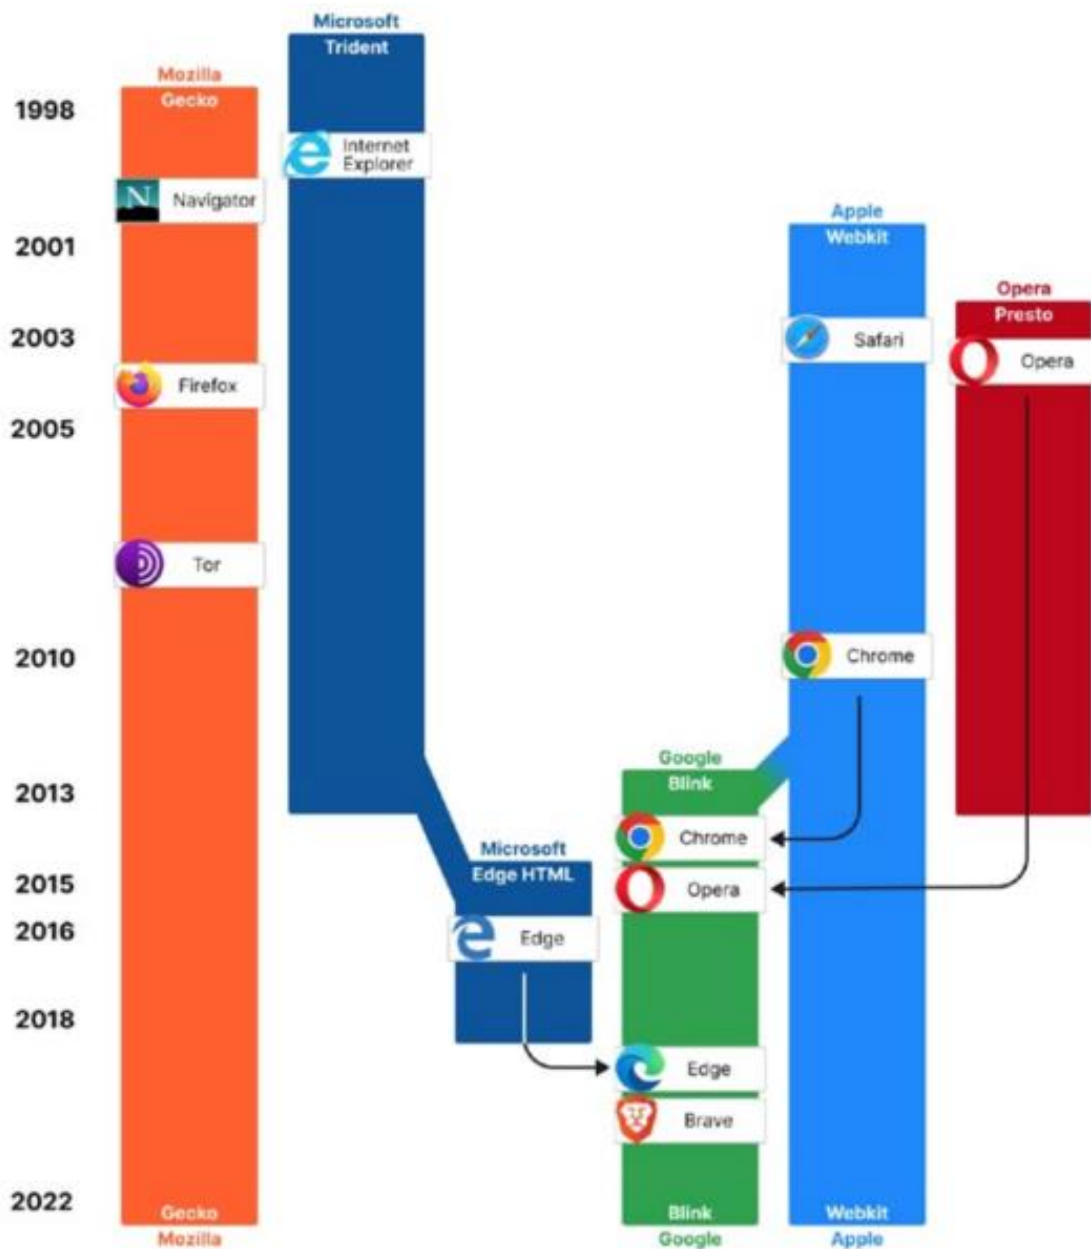 Microsoft
Trident
Mozilla
Gecko
1998
Internet
Explorer
N
Navigator
Apple
2001
Webkit
Opera
Presto
2003
Safari
Opera
Firefox
2005
Tor
2010
Chrome
Google
Blink
2013
Chrome
Microsoft
Edge HTML
2015
Opera
2016
Edge
2018
Edge
Brave
2022
Gecko
Blink
Webkit
Mozilla
Google
Apple